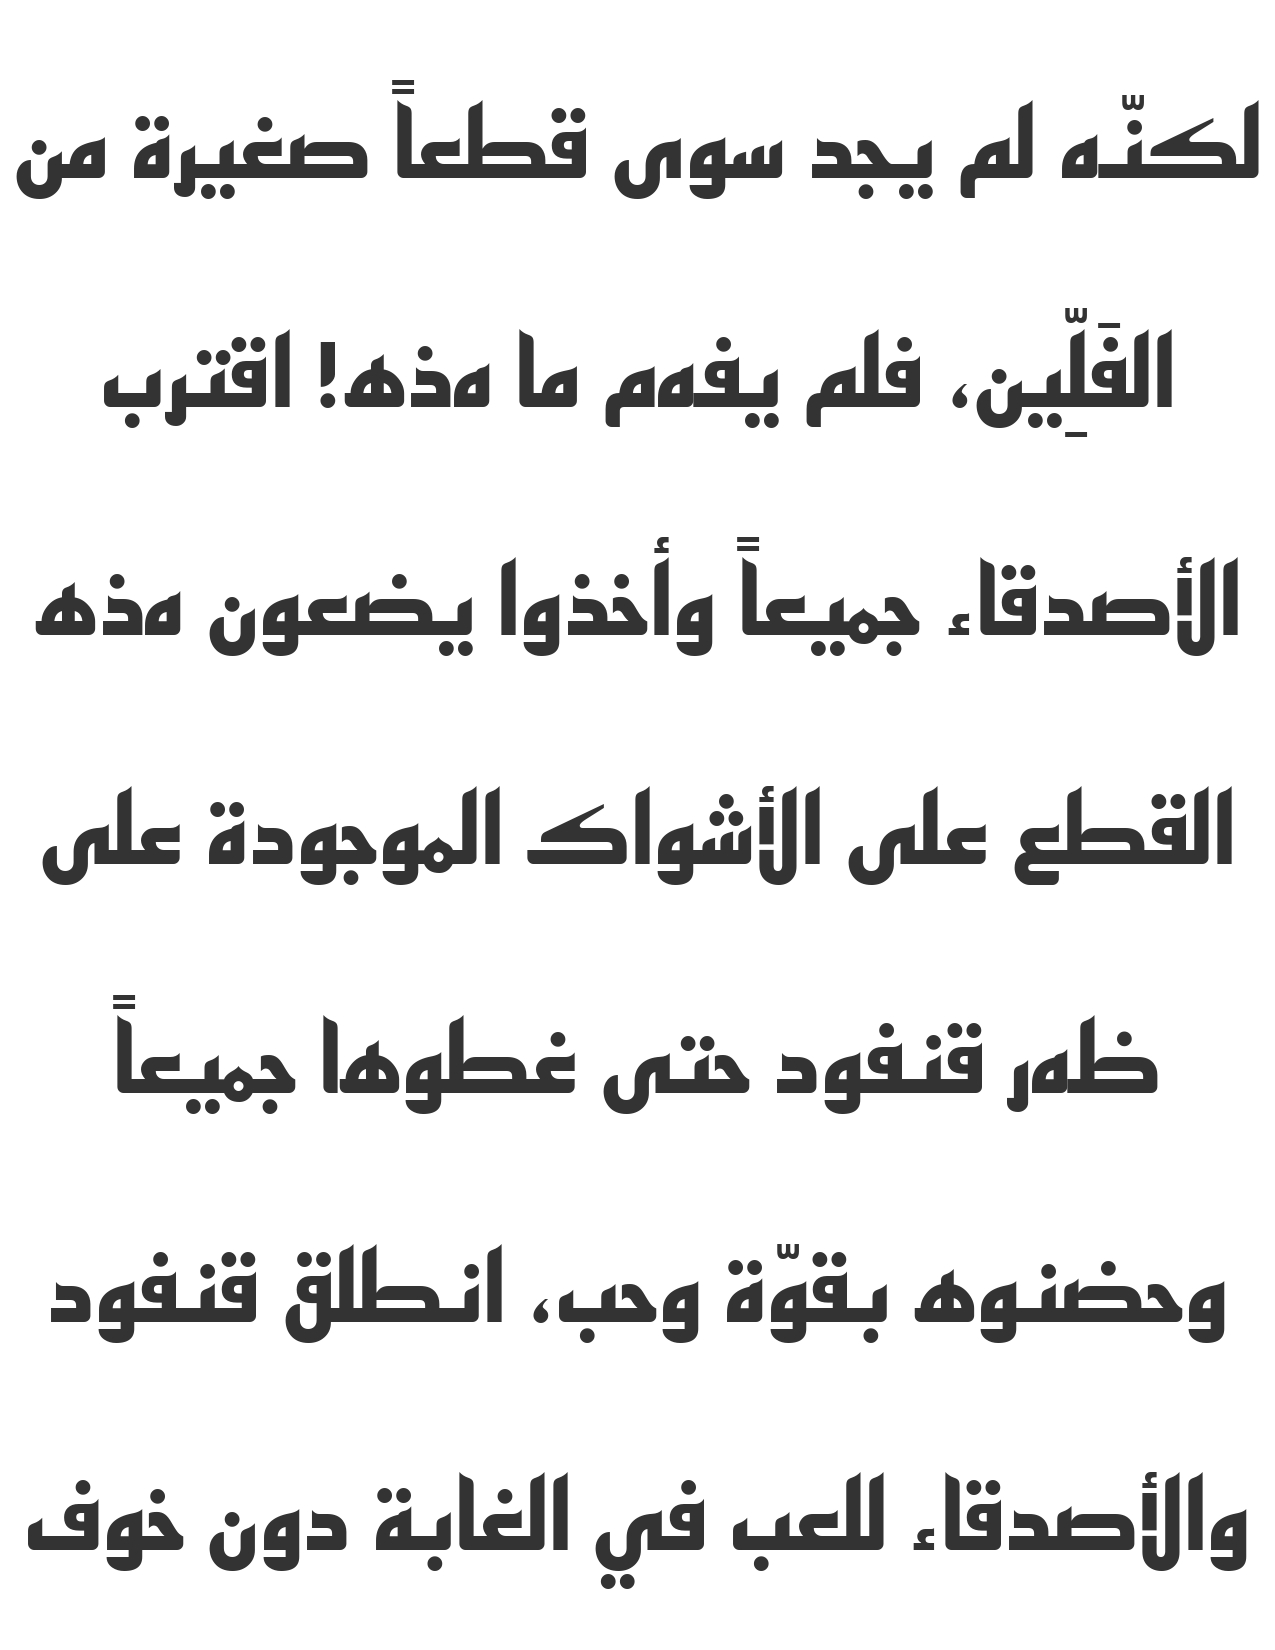 لكنّه لم يجد سوى قطعاً صغيرة من
الفَلِّين، فلم يفهم ما هذه! اقترب
الأصدقاء جميعاً وأخذوا يضعون هذه
القطع على الأشواك الموجودة على
ظهر قنفود حتى غطوها جميعاً
وحضنوه بقوّة وحب، انطلق قنفود
والأصدقاء للعب في الغابة دون خوف